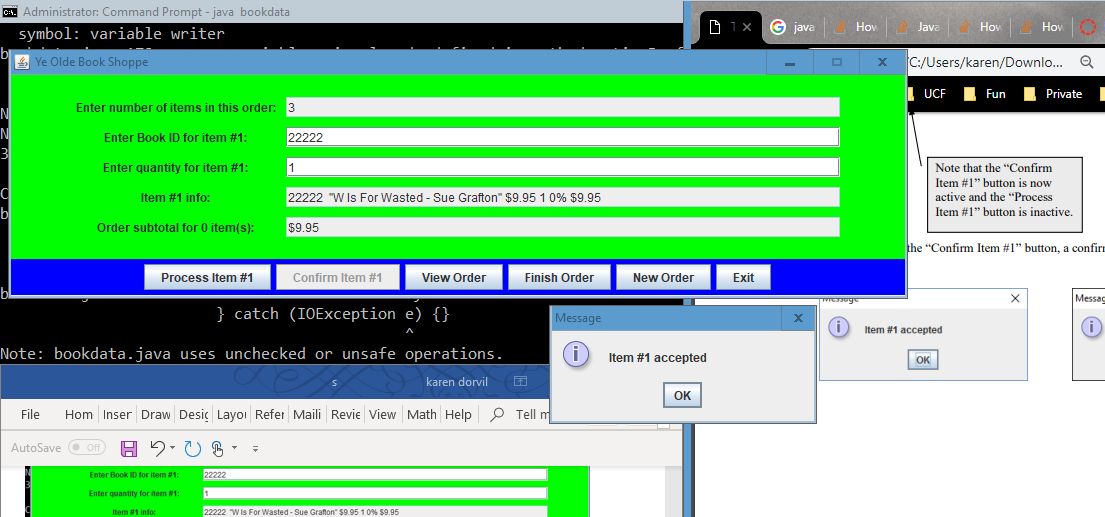 Administrator: Command Prompt - java bookdata
symbol: variable writer
Ye Olde Book Shoppe
Enter number of items in this order: 3
Enter Book ID for item #1: 22222
Enter quantity for item #1: 1
Item #1 info: 22222 "W Is For Wasted - Sue Grafton" $9.95 1 0% $9.95
Order subtotal for 0 item(s): $9.95
Process Item #1 Confirm Item #1 View Order Finish Order New Order Exit
java How Java How How
/C:/Users/karen/Downlo...
UCF Fun Private
Note that the “Confirm
Item #1” button is now
active and the “Process
Item #1” button is inactive.
the “Confirm Item #1” button, a confirm
} catch (IOException e) {}
^
Note: bookdata.java uses unchecked or unsafe operations.
Message
Item #1 accepted
OK
Message
Item #1 accepted
OK
Messag
s karen dorvil
File Hom Inser Draw Desig Layou Refer Maili Revie View Math Help Tell m
AutoSave Off
Enter Book ID for item #1: 22222
Enter quantity for item #1: 1
Item #1 info: 22222 "W Is For Wasted - Sue Grafton" $9.95 1 0% $9.95